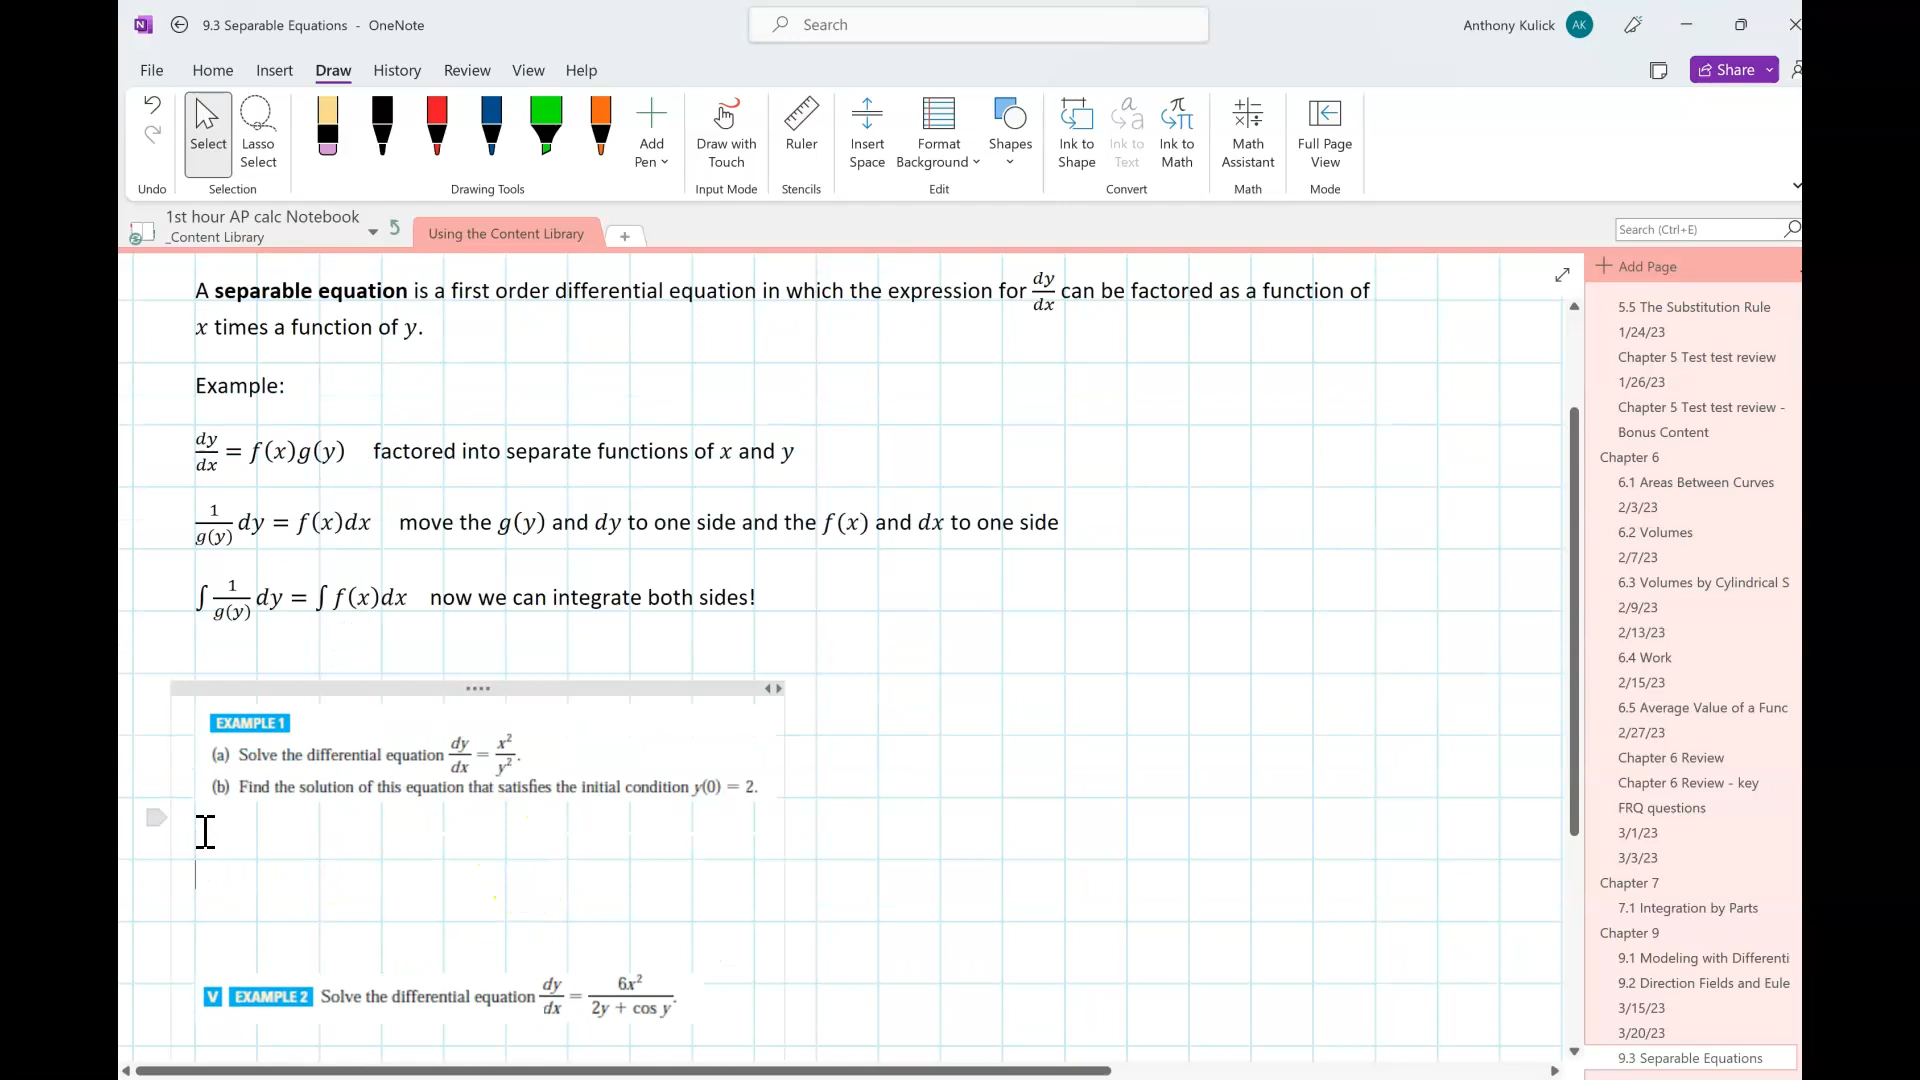 9.3 Separable Equations - OneNote
Search
Anthony Kulick AK
File Home Insert Draw History Review View Help
Share
Undo
Select
Lasso Select
Selection
Drawing Tools
Add Pen
Draw with Touch
Input Mode
Ruler
Stencils
Insert Space
Format Background
Shapes
Edit
Ink to Shape
Ink to Text
Ink to Math
Convert
Math Assistant
Math
Full Page View
Mode
1st hour AP calc Notebook
_Content Library
Using the Content Library
Search (Ctrl+E)
A separable equation is a first order differential equation in which the expression for dy/dx can be factored as a function of
x times a function of y.
Example:
dy/dx = f(x)g(y) factored into separate functions of x and y
1/g(y) dy = f(x)dx move the g(y) and dy to one side and the f(x) and dx to one side
∫ 1/g(y) dy = ∫ f(x)dx now we can integrate both sides!
EXAMPLE 1
(a) Solve the differential equation dy/dx = x²/y².
(b) Find the solution of this equation that satisfies the initial condition y(0) = 2.
V EXAMPLE 2 Solve the differential equation dy/dx = 6x²/(2y + cos y).
Add Page
5.5 The Substitution Rule
1/24/23
Chapter 5 Test test review
1/26/23
Chapter 5 Test test review -
Bonus Content
Chapter 6
6.1 Areas Between Curves
2/3/23
6.2 Volumes
2/7/23
6.3 Volumes by Cylindrical S
2/9/23
2/13/23
6.4 Work
2/15/23
6.5 Average Value of a Func
2/27/23
Chapter 6 Review
Chapter 6 Review - key
FRQ questions
3/1/23
3/3/23
Chapter 7
7.1 Integration by Parts
Chapter 9
9.1 Modeling with Differenti
9.2 Direction Fields and Eule
3/15/23
3/20/23
9.3 Separable Equations